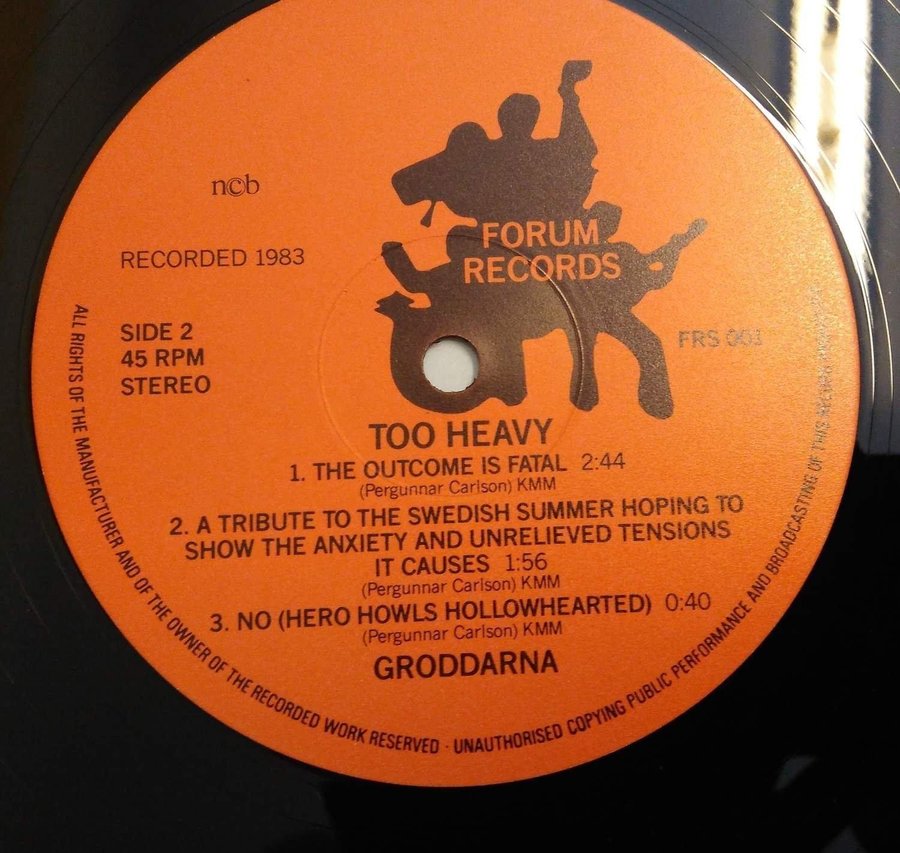 n©b
FORUM
RECORDS
RECORDED 1983
SIDE 2
45 RPM
STEREO
FRS 001
TOO HEAVY
1. THE OUTCOME IS FATAL 2:44
(Pergunnar Carlson) KMM
2. A TRIBUTE TO THE SWEDISH SUMMER HOPING TO
SHOW THE ANXIETY AND UNRELIEVED TENSIONS
IT CAUSES 1:56
(Pergunnar Carlson) KMM
3. NO (HERO HOWLS HOLLOWHEARTED) 0:40
(Pergunnar Carlson) KMM
GRODDARNA
ALL RIGHTS OF THE MANUFACTURER AND OF THE OWNER OF THE RECORDED WORK RESERVED · UNAUTHORISED COPYING PUBLIC PERFORMANCE AND BROADCASTING OF THIS RECORD